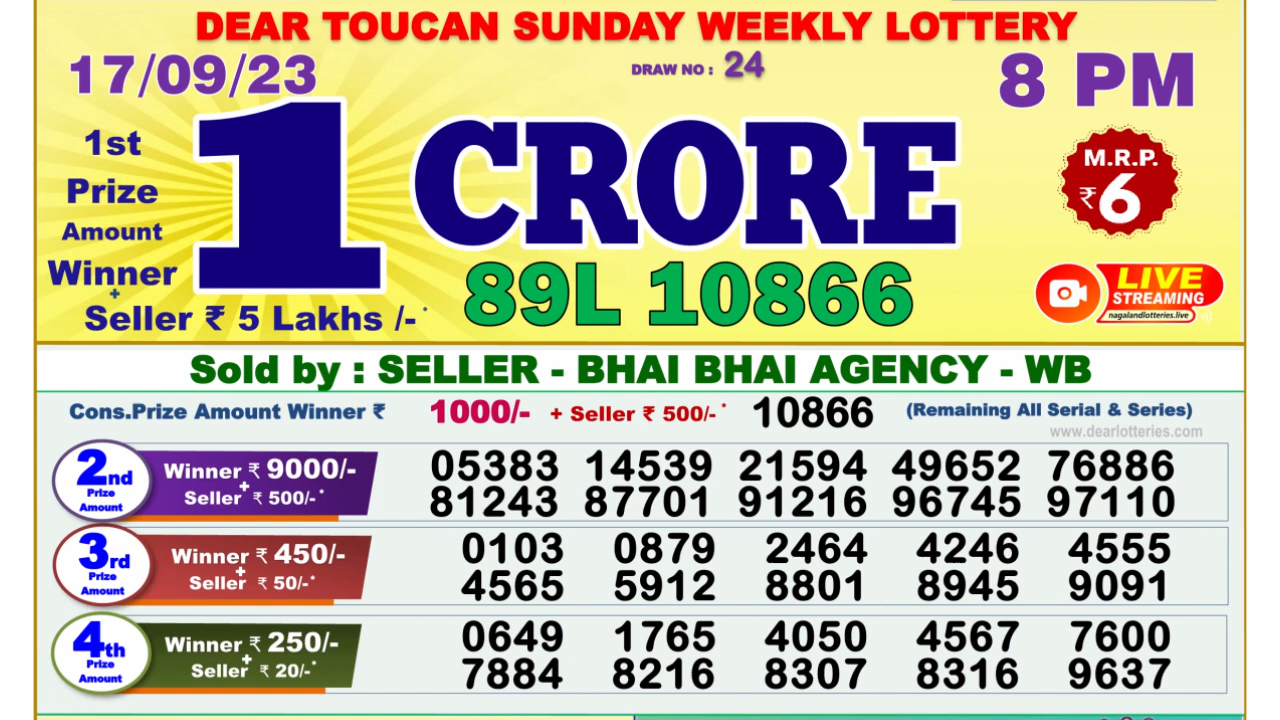 DEAR TOUCAN SUNDAY WEEKLY LOTTERY
17/09/23
DRAW NO : 24
8 PM
1st
Prize
Amount
Winner
+
Seller ₹ 5 Lakhs /-*
1 CRORE
89L 10866
M.R.P.
₹6
LIVE
STREAMING
nagalandlotteries.live
Sold by : SELLER - BHAI BHAI AGENCY - WB
Cons.Prize Amount Winner ₹ 1000/- + Seller ₹ 500/-* 10866 (Remaining All Serial & Series)
www.dearlotteries.com
2nd
Prize
Amount
Winner ₹ 9000/-
+
Seller ₹ 500/-*
05383 14539 21594 49652 76886
81243 87701 91216 96745 97110
3rd
Prize
Amount
Winner ₹ 450/-
+
Seller ₹ 50/-*
0103 0879 2464 4246 4555
4565 5912 8801 8945 9091
4th
Prize
Amount
Winner ₹ 250/-
+
Seller ₹ 20/-*
0649 1765 4050 4567 7600
7884 8216 8307 8316 9637